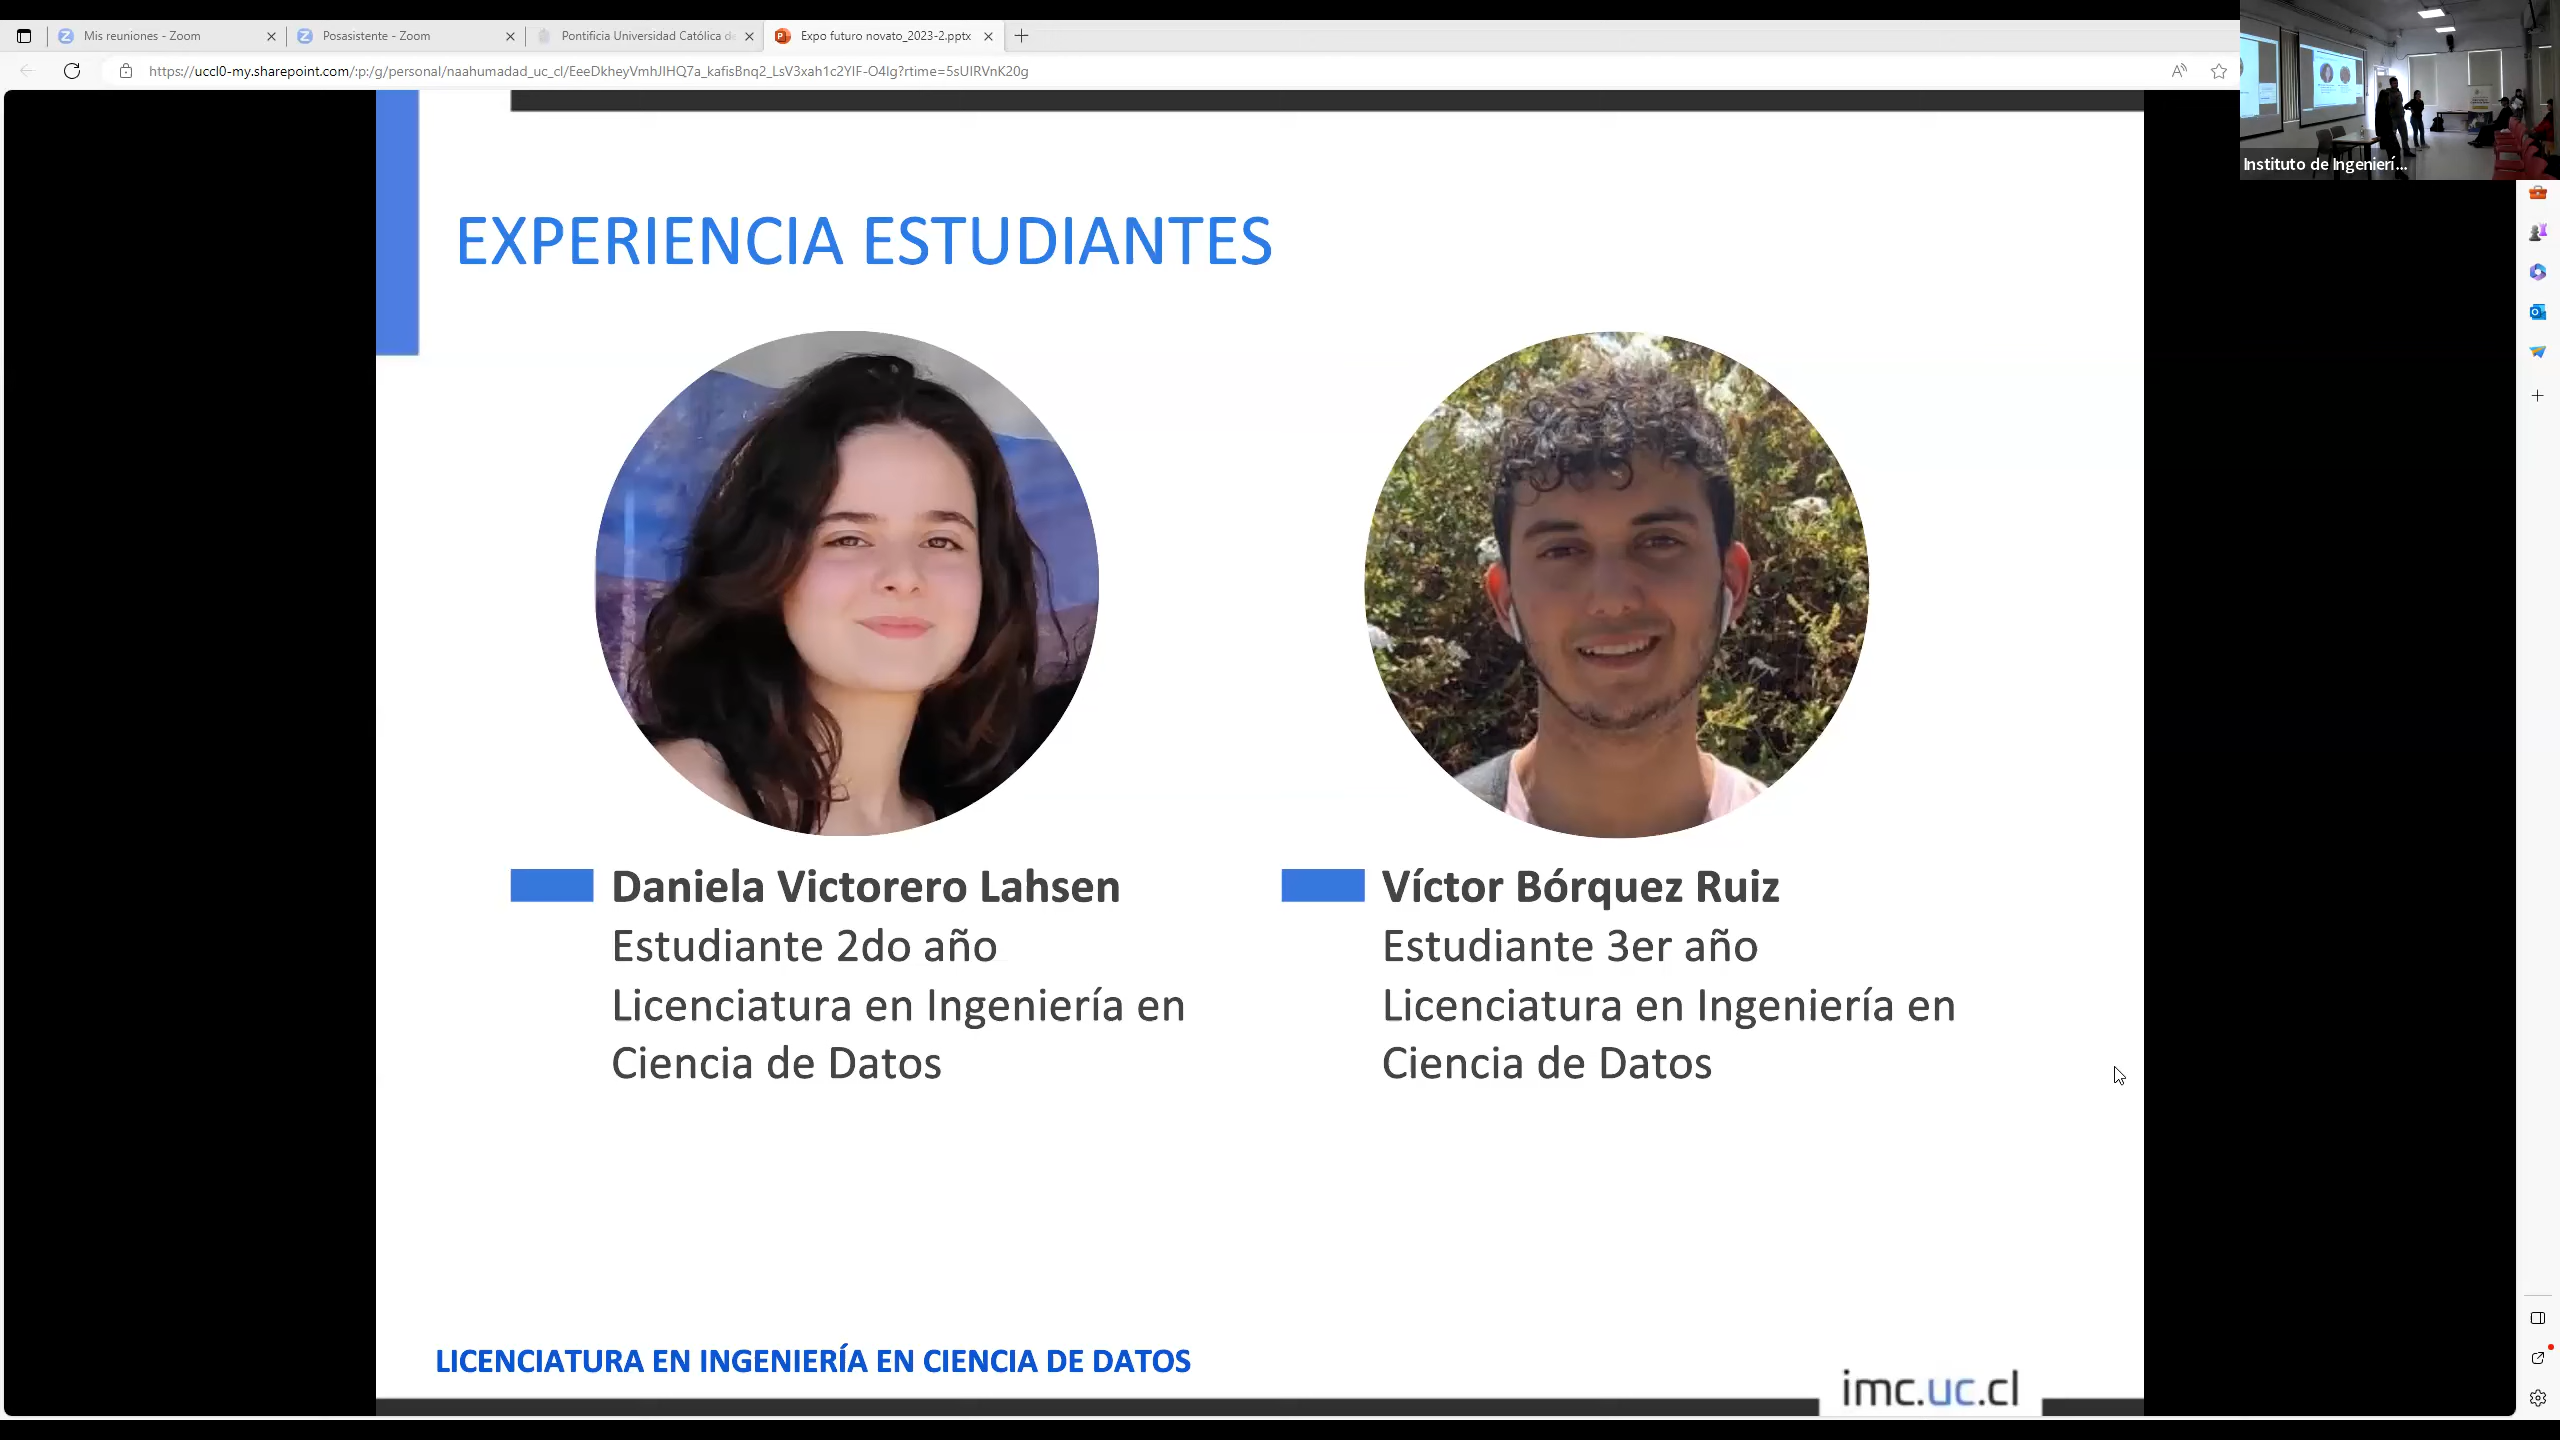 Mis reuniones - Zoom
Posasistente - Zoom
Pontificia Universidad Católica de
Expo futuro novato_2023-2.pptx
https://uccl0-my.sharepoint.com/:p:/g/personal/naahumadad_uc_cl/EeeDkheyVmhJIHQ7a_kafisBnq2_LsV3xah1c2YIF-O4Ig?rtime=5sUIRVnK20g
Instituto de Ingenierí...
EXPERIENCIA ESTUDIANTES
Daniela Victorero Lahsen
Estudiante 2do año
Licenciatura en Ingeniería en
Ciencia de Datos
Víctor Bórquez Ruiz
Estudiante 3er año
Licenciatura en Ingeniería en
Ciencia de Datos
LICENCIATURA EN INGENIERÍA EN CIENCIA DE DATOS
imc.uc.cl